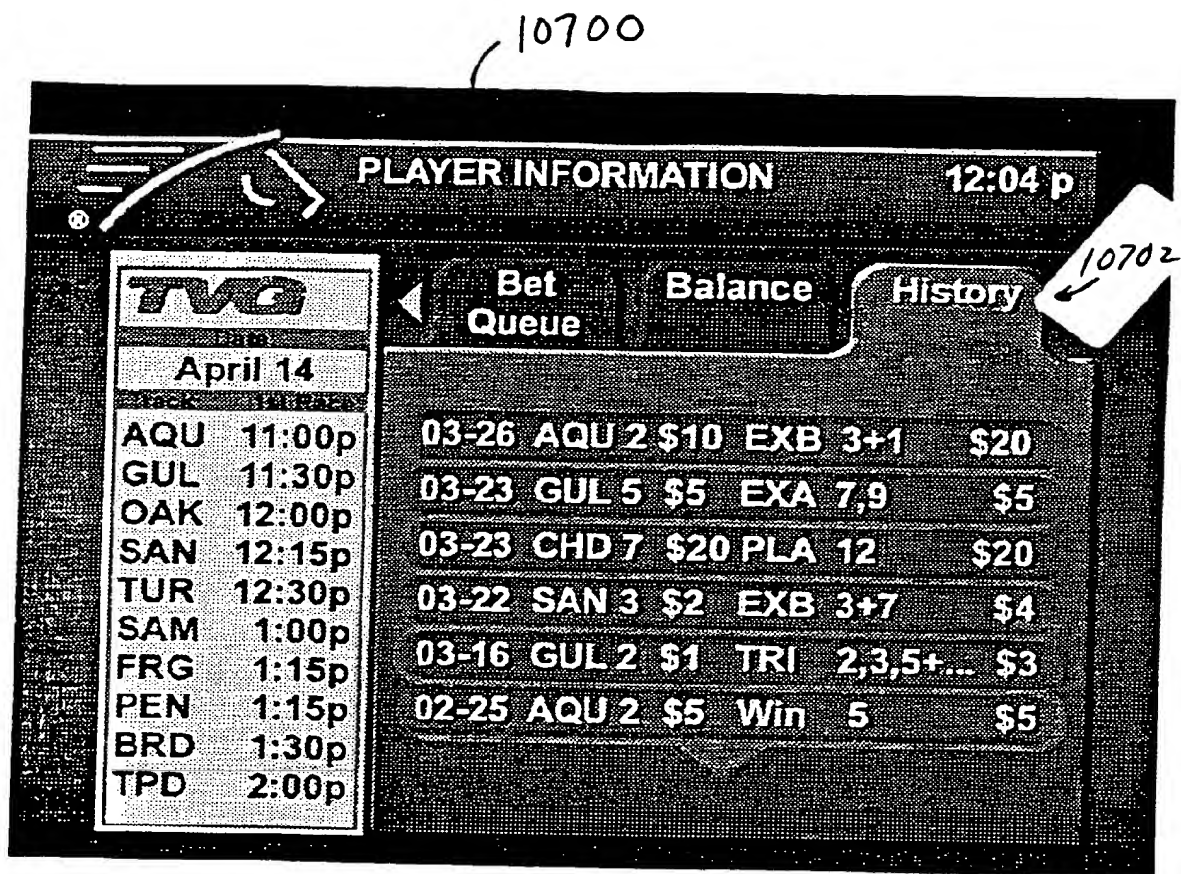 10700
PLAYER INFORMATION 12:04 p
®
10702
TVG
Bet Queue
Balance
History
Date
April 14
Track 1st Race
AQU 11:00p
GUL 11:30p
OAK 12:00p
SAN 12:15p
TUR 12:30p
SAM 1:00p
FRG 1:15p
PEN 1:15p
BRD 1:30p
TPD 2:00p
03-26 AQU 2 $10 EXB 3+1 $20
03-23 GUL 5 $5 EXA 7,9 $5
03-23 CHD 7 $20 PLA 12 $20
03-22 SAN 3 $2 EXB 3+7 $4
03-16 GUL 2 $1 TRI 2,3,5+... $3
02-25 AQU 2 $5 Win 5 $5